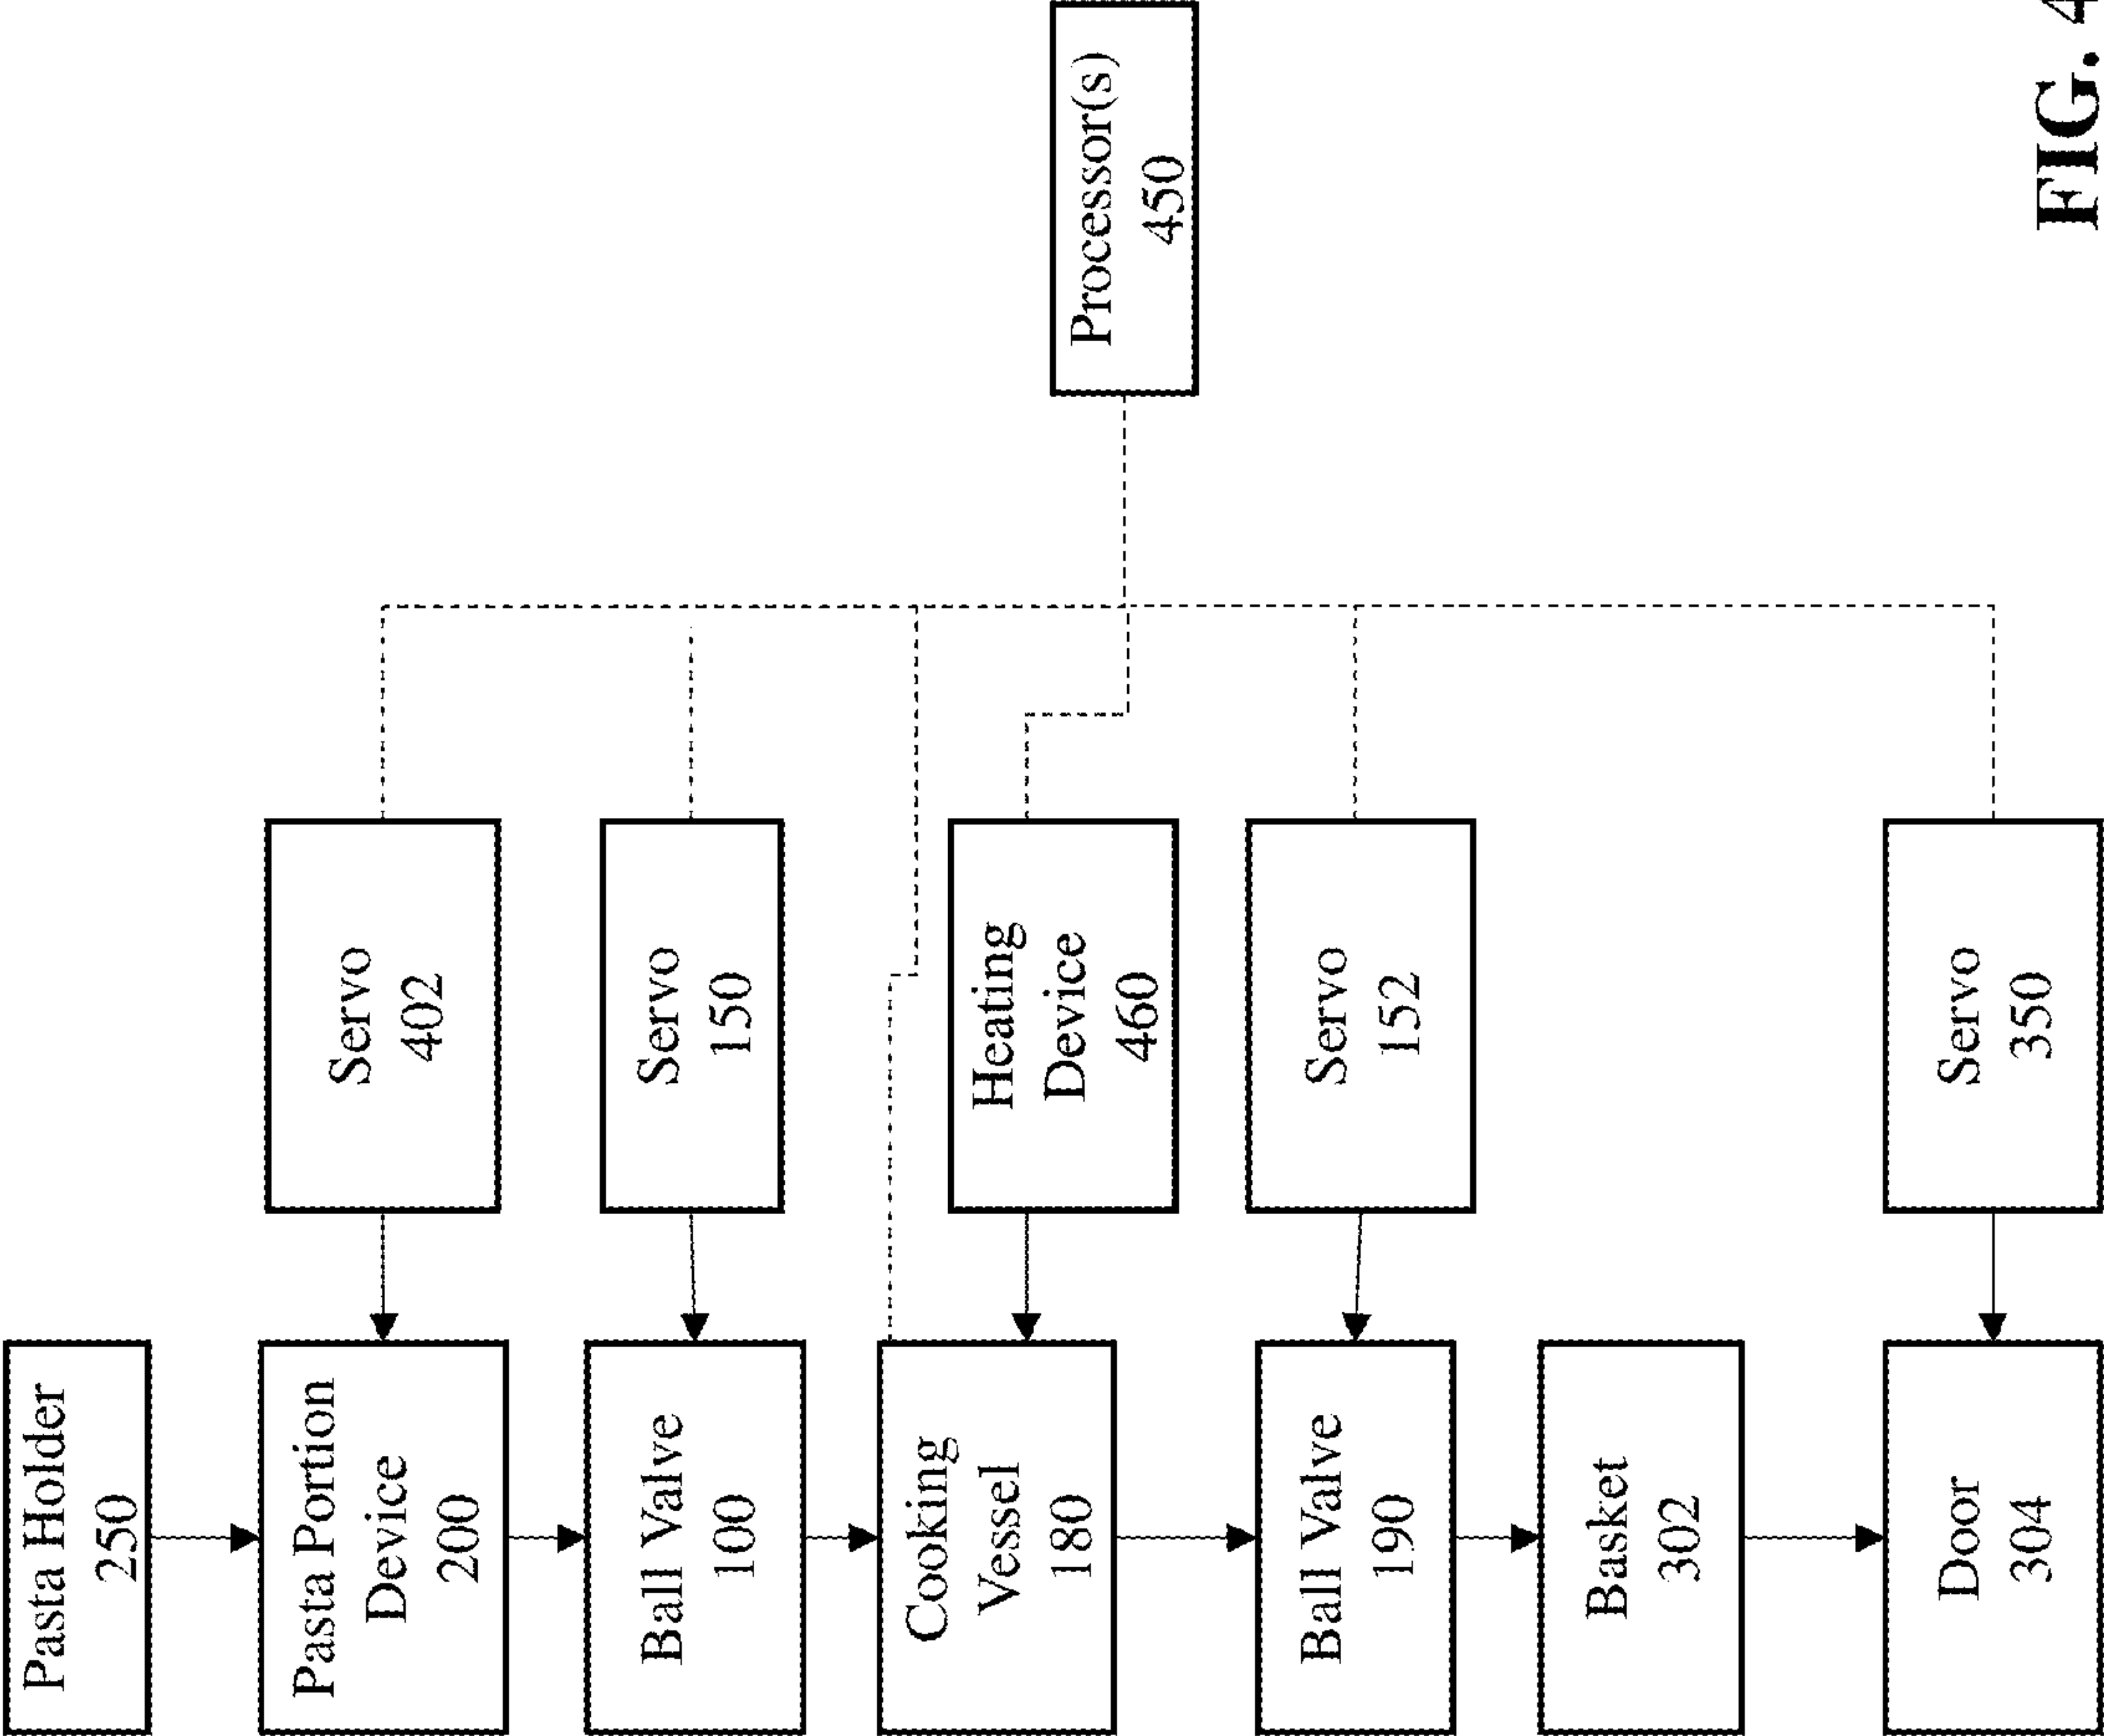 Pasta Holder
250
Pasta Portion
Device
200
Ball Valve
100
Cooking
Vessel
180
Ball Valve
190
Basket
302
Door
304
Servo
402
Servo
150
Heating
Device
460
Servo
152
Servo
350
Processor(s)
450
FIG. 4